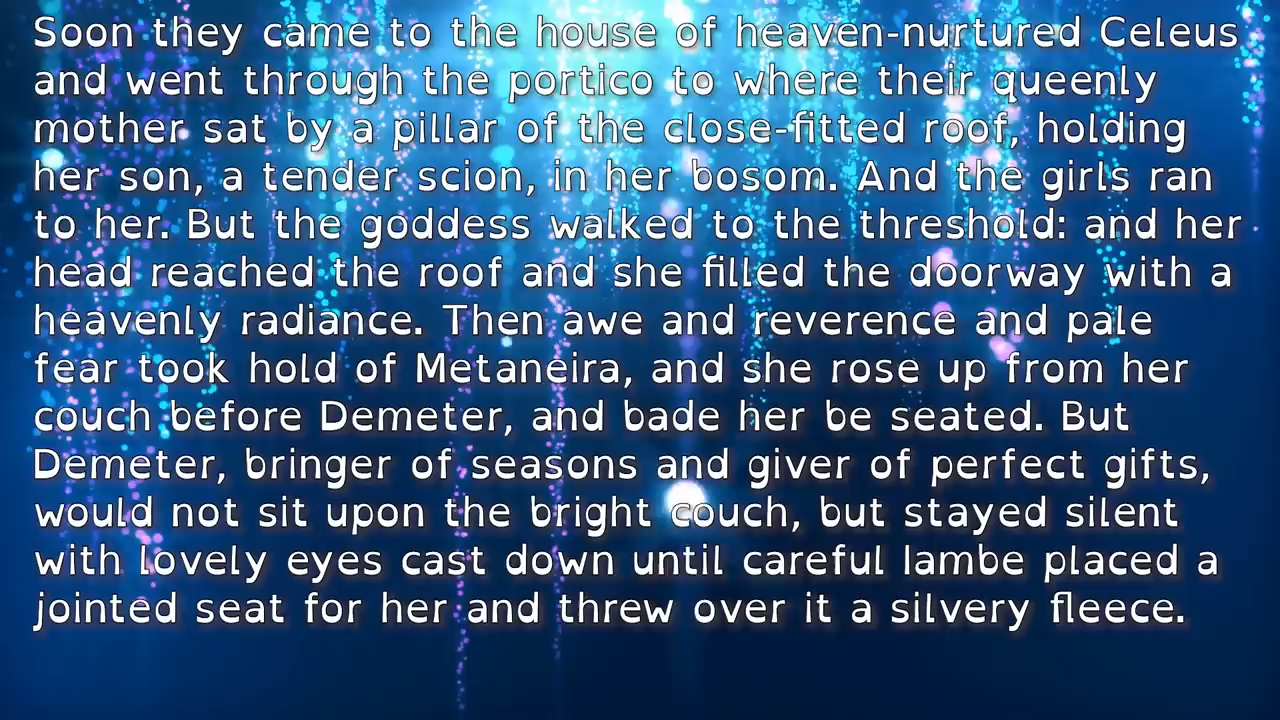 Soon they came to the house of heaven-nurtured Celeus
and went through the portico to where their queenly
mother sat by a pillar of the close-fitted roof, holding
her son, a tender scion, in her bosom. And the girls ran
to her. But the goddess walked to the threshold: and her
head reached the roof and she filled the doorway with a
heavenly radiance. Then awe and reverence and pale
fear took hold of Metaneira, and she rose up from her
couch before Demeter, and bade her be seated. But
Demeter, bringer of seasons and giver of perfect gifts,
would not sit upon the bright couch, but stayed silent
with lovely eyes cast down until careful Iambe placed a
jointed seat for her and threw over it a silvery fleece.